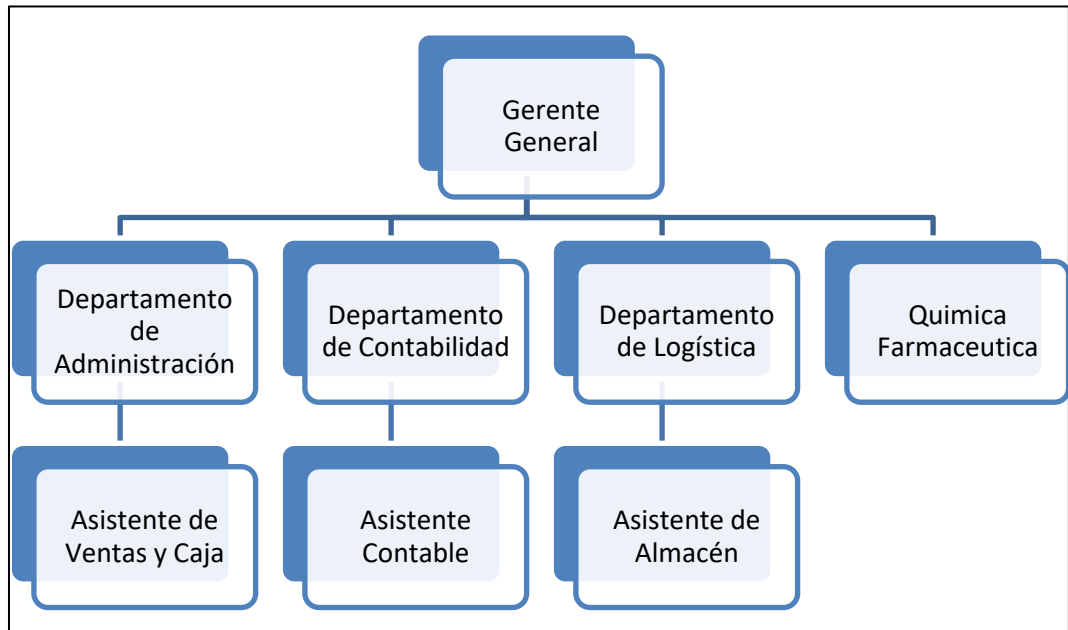 Gerente
General
Departamento
de
Administración
Departamento
de Contabilidad
Departamento
de Logística
Quimica
Farmaceutica
Asistente de
Ventas y Caja
Asistente
Contable
Asistente de
Almacén